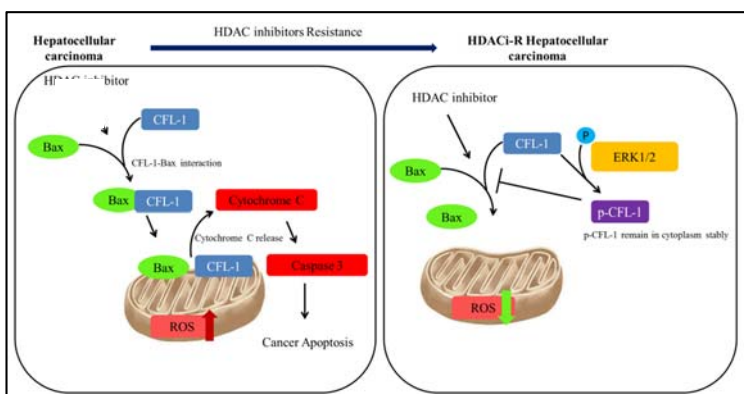 HDAC inhibitors Resistance
Hepatocellular
carcinoma
HDACi-R Hepatocellular
carcinoma
HDAC inhibitor
CFL-1
Bax
CFL-1-Bax interaction
Bax
CFL-1
Cytochrome C
Cytochrome C release
Bax
CFL-1
Caspase 3
ROS
Cancer Apoptosis
HDAC inhibitor
P
CFL-1
ERK1/2
Bax
Bax
p-CFL-1
p-CFL-1 remain in cytoplasm stably
ROS